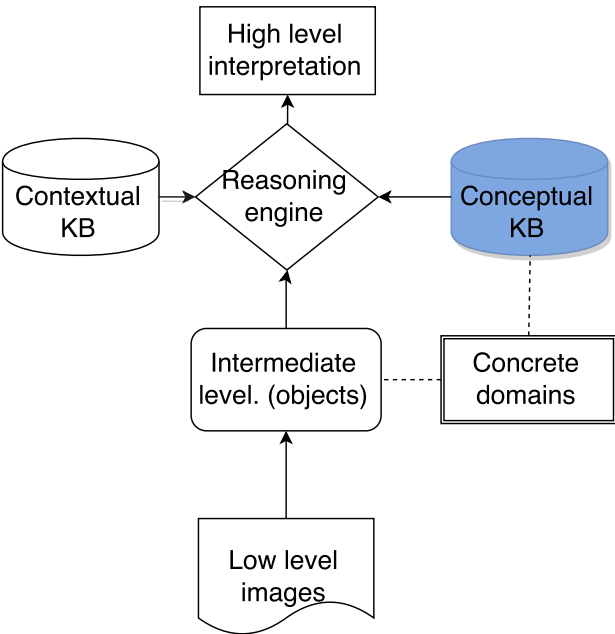 High level
interpretation
Contextual
KB
Reasoning
engine
Conceptual
KB
Intermediate
level. (objects)
Concrete
domains
Low level
images